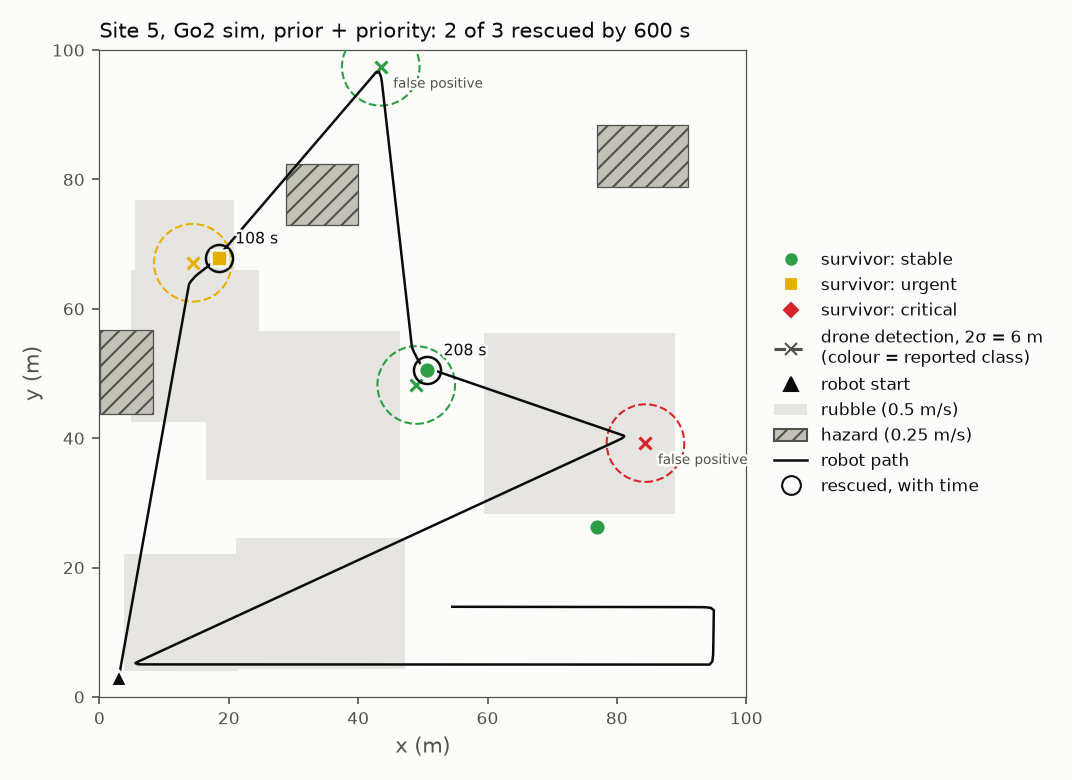 Site 5, Go2 sim, prior + priority: 2 of 3 rescued by 600 s
100
80
60
40
20
0
0
20
40
60
80
100
x (m)
y (m)
false positive
108 s
208 s
false positive
survivor: stable
survivor: urgent
survivor: critical
drone detection, 2σ = 6 m
(colour = reported class)
robot start
rubble (0.5 m/s)
hazard (0.25 m/s)
robot path
rescued, with time